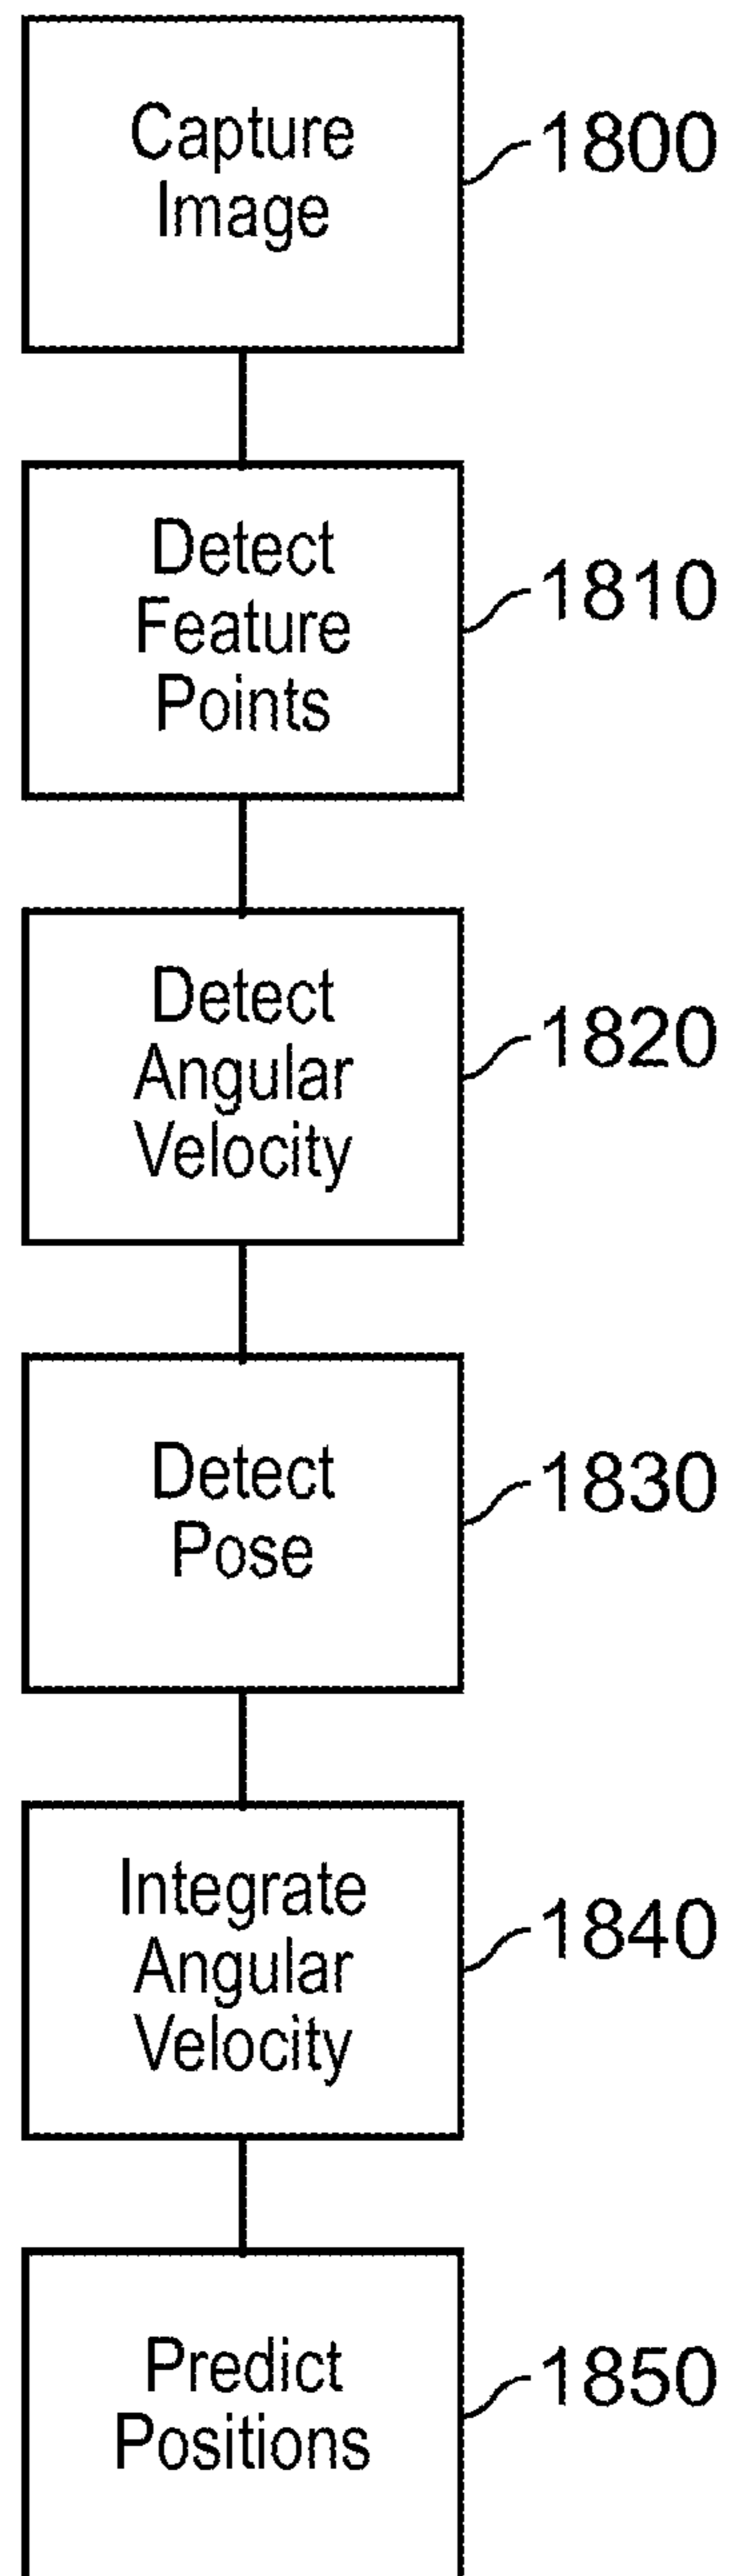 Capture
Image
1800
Detect
Feature
Points
1810
Detect
Angular
Velocity
1820
Detect
Pose
1830
Integrate
Angular
Velocity
1840
Predict
Positions
1850